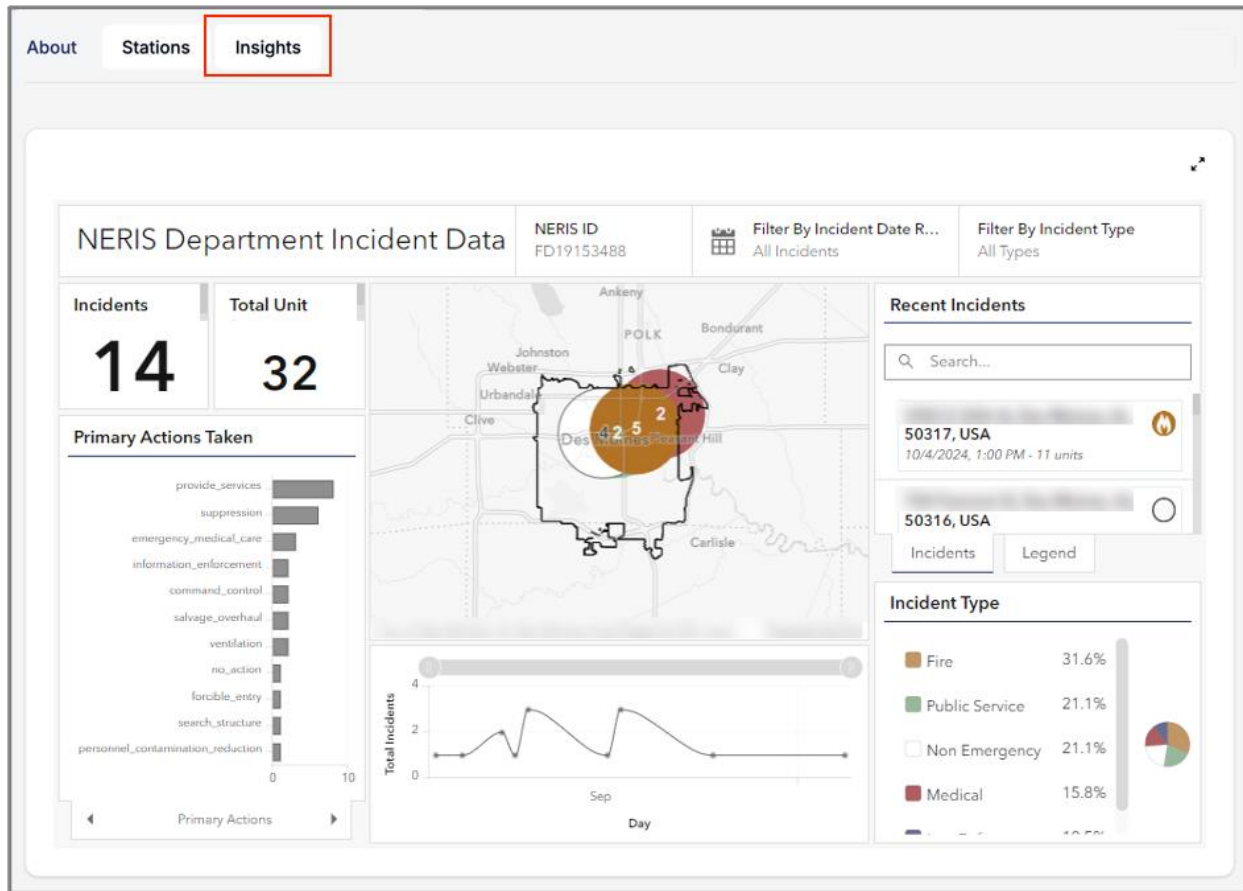 About Stations Insights
NERIS Department Incident Data
NERIS ID
FD19153488
Filter By Incident Date R...
All Incidents
Filter By Incident Type
All Types
Incidents
14
Total Unit
32
Primary Actions Taken
provide_services
suppression
emergency_medical_care
information_enforcement
command_control
salvage_overhaul
ventilation
no_action
forcible_entry
search_structure
personnel_contamination_reduction
0 10
Primary Actions
Ankeny
POLK
Bondurant
Johnston
Webster
Clay
Urbandale
Clive
2
4 2 5
Des Moines Pleasant Hill
Carlisle
4
2
0
Total Incidents
Sep
Day
Recent Incidents
Search...
50317, USA
10/4/2024, 1:00 PM - 11 units
50316, USA
Incidents Legend
Incident Type
Fire 31.6%
Public Service 21.1%
Non Emergency 21.1%
Medical 15.8%